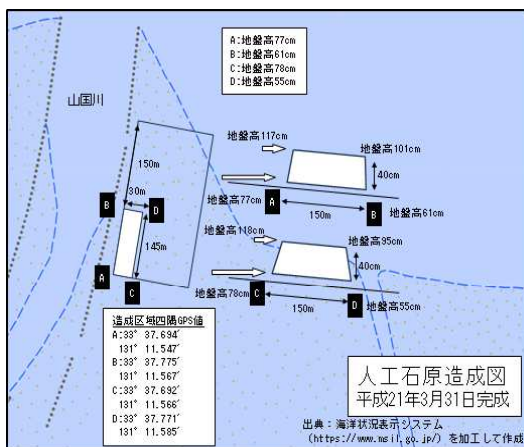 A:地盤高77cm
B:地盤高61cm
C:地盤高78cm
D:地盤高55cm
山国川
150m
30m
B
D
145m
A
C
地盤高117cm
地盤高101cm
40cm
地盤高77cm
A
150m
B
地盤高61cm
地盤高118cm
地盤高95cm
40cm
地盤高78cm
C
150m
D
地盤高55cm
造成区域四隅GPS値
A:33° 37.694′
131° 11.547′
131° 11.567′
B:33° 37.775′
131° 11.567′
C:33° 37.692′
131° 11.566′
D:33° 37.771′
131° 11.585′
人工石原造成図
平成21年3月31日完成
出典：海洋状況表示システム
(https://www.msil.go.jp/) を加工して作成